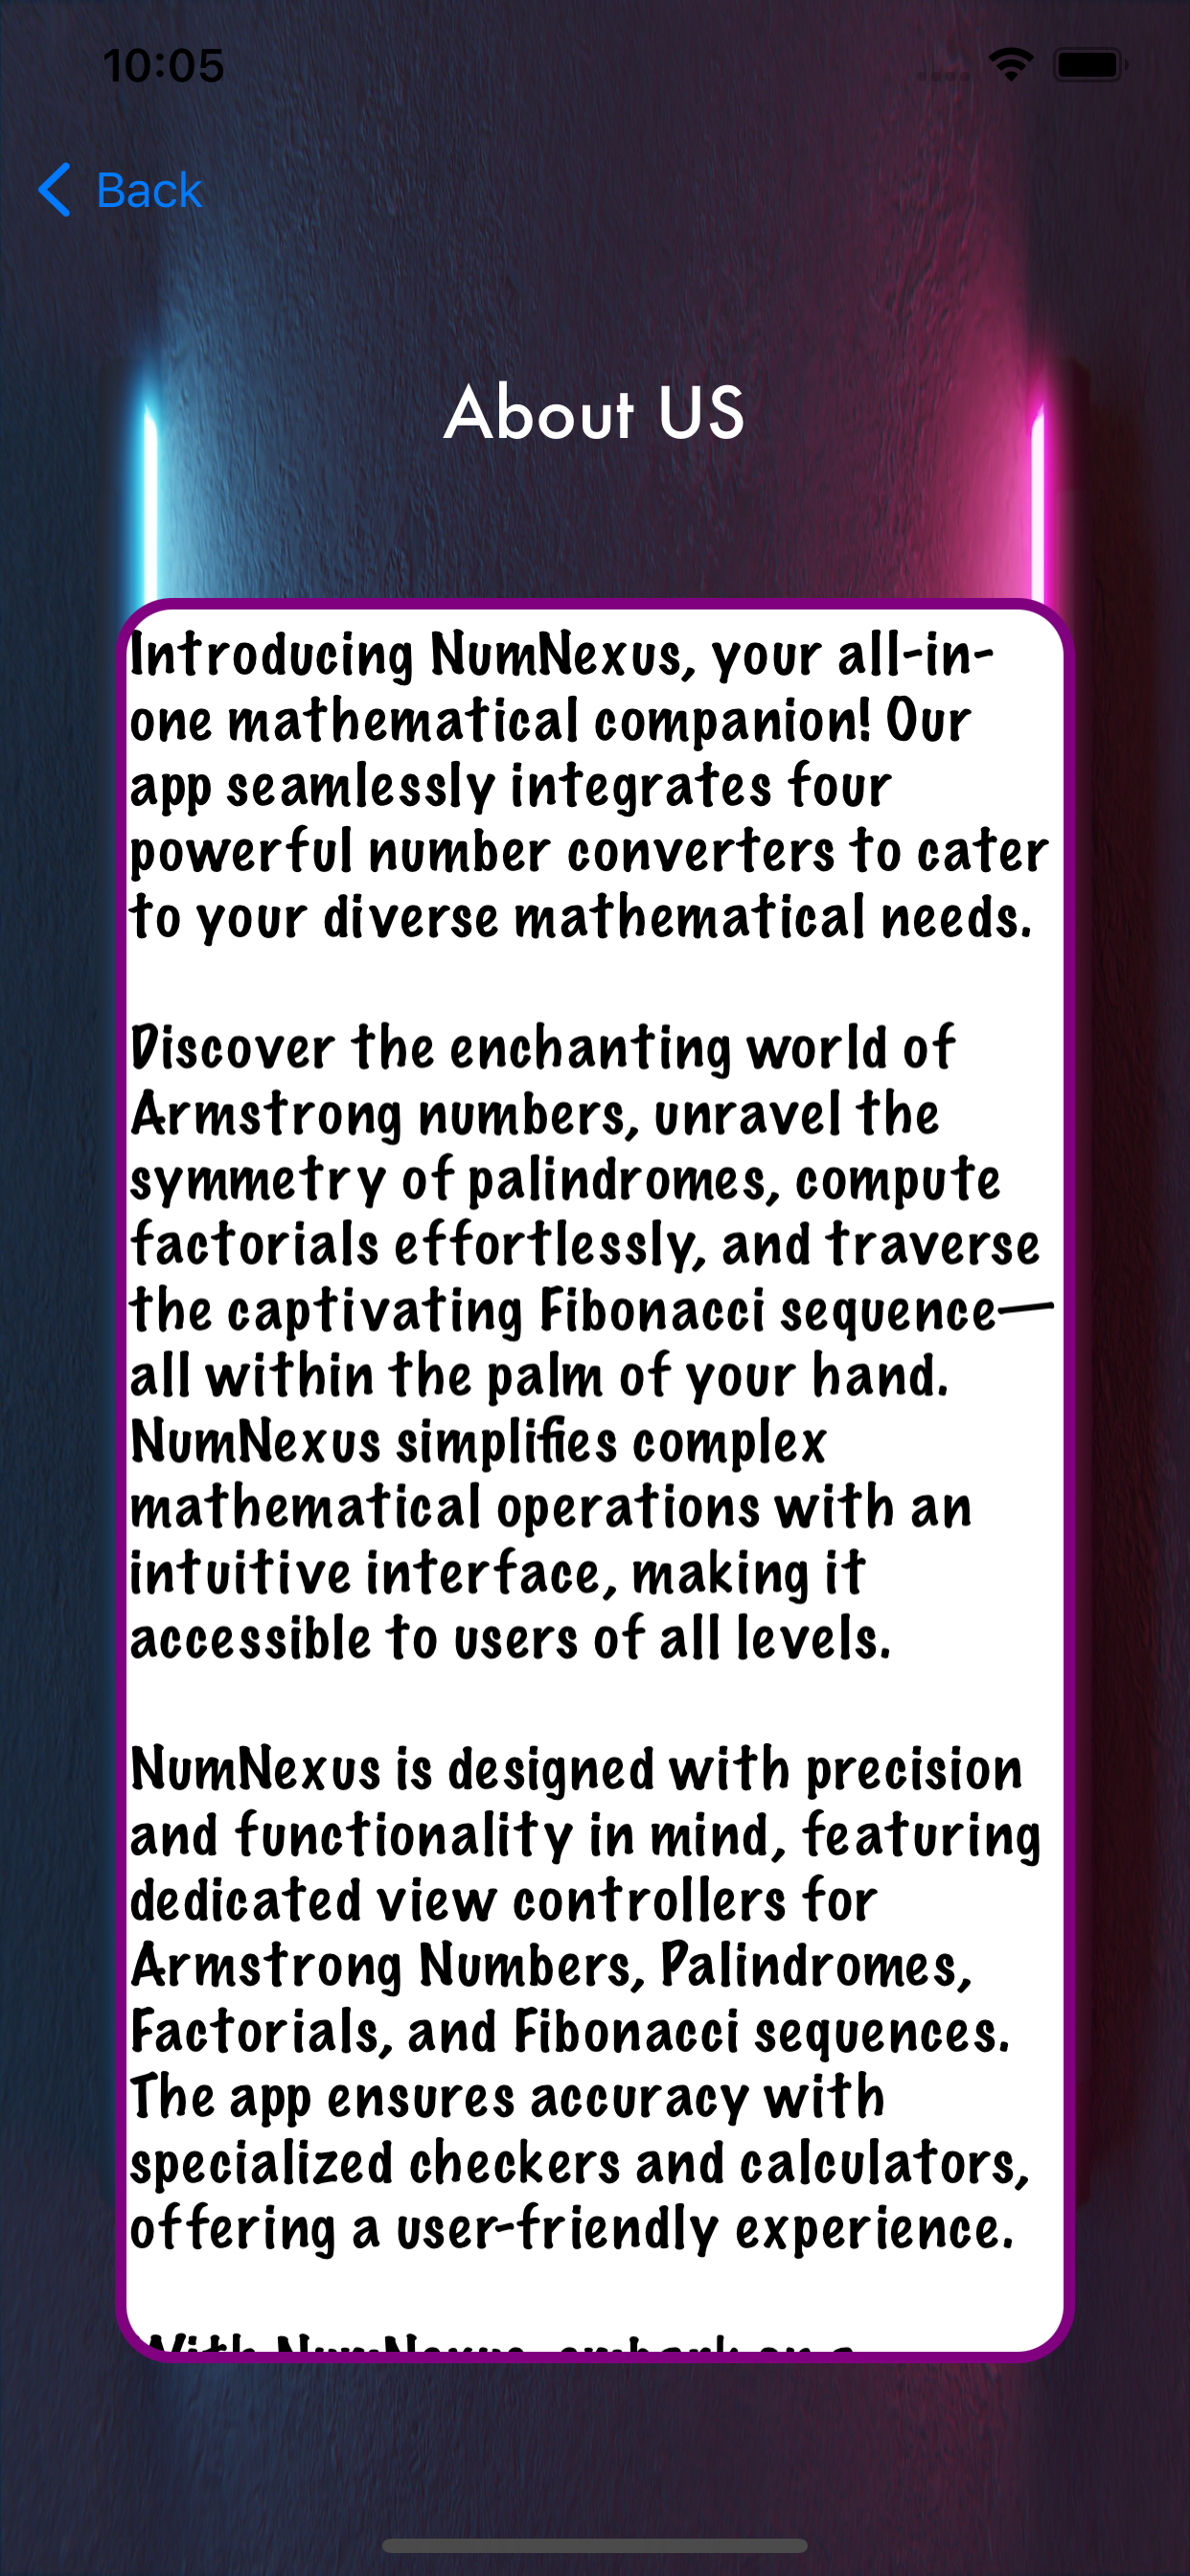 10:05
Back
About US
Introducing NumNexus, your all-in-
one mathematical companion! Our
app seamlessly integrates four
powerful number converters to cater
to your diverse mathematical needs.
Discover the enchanting world of
Armstrong numbers, unravel the
symmetry of palindromes, compute
factorials effortlessly, and traverse
the captivating Fibonacci sequence—
all within the palm of your hand.
NumNexus simplifies complex
mathematical operations with an
intuitive interface, making it
accessible to users of all levels.
NumNexus is designed with precision
and functionality in mind, featuring
dedicated view controllers for
Armstrong Numbers, Palindromes,
Factorials, and Fibonacci sequences.
The app ensures accuracy with
specialized checkers and calculators,
offering a user-friendly experience.
With NumNexus, embark on a